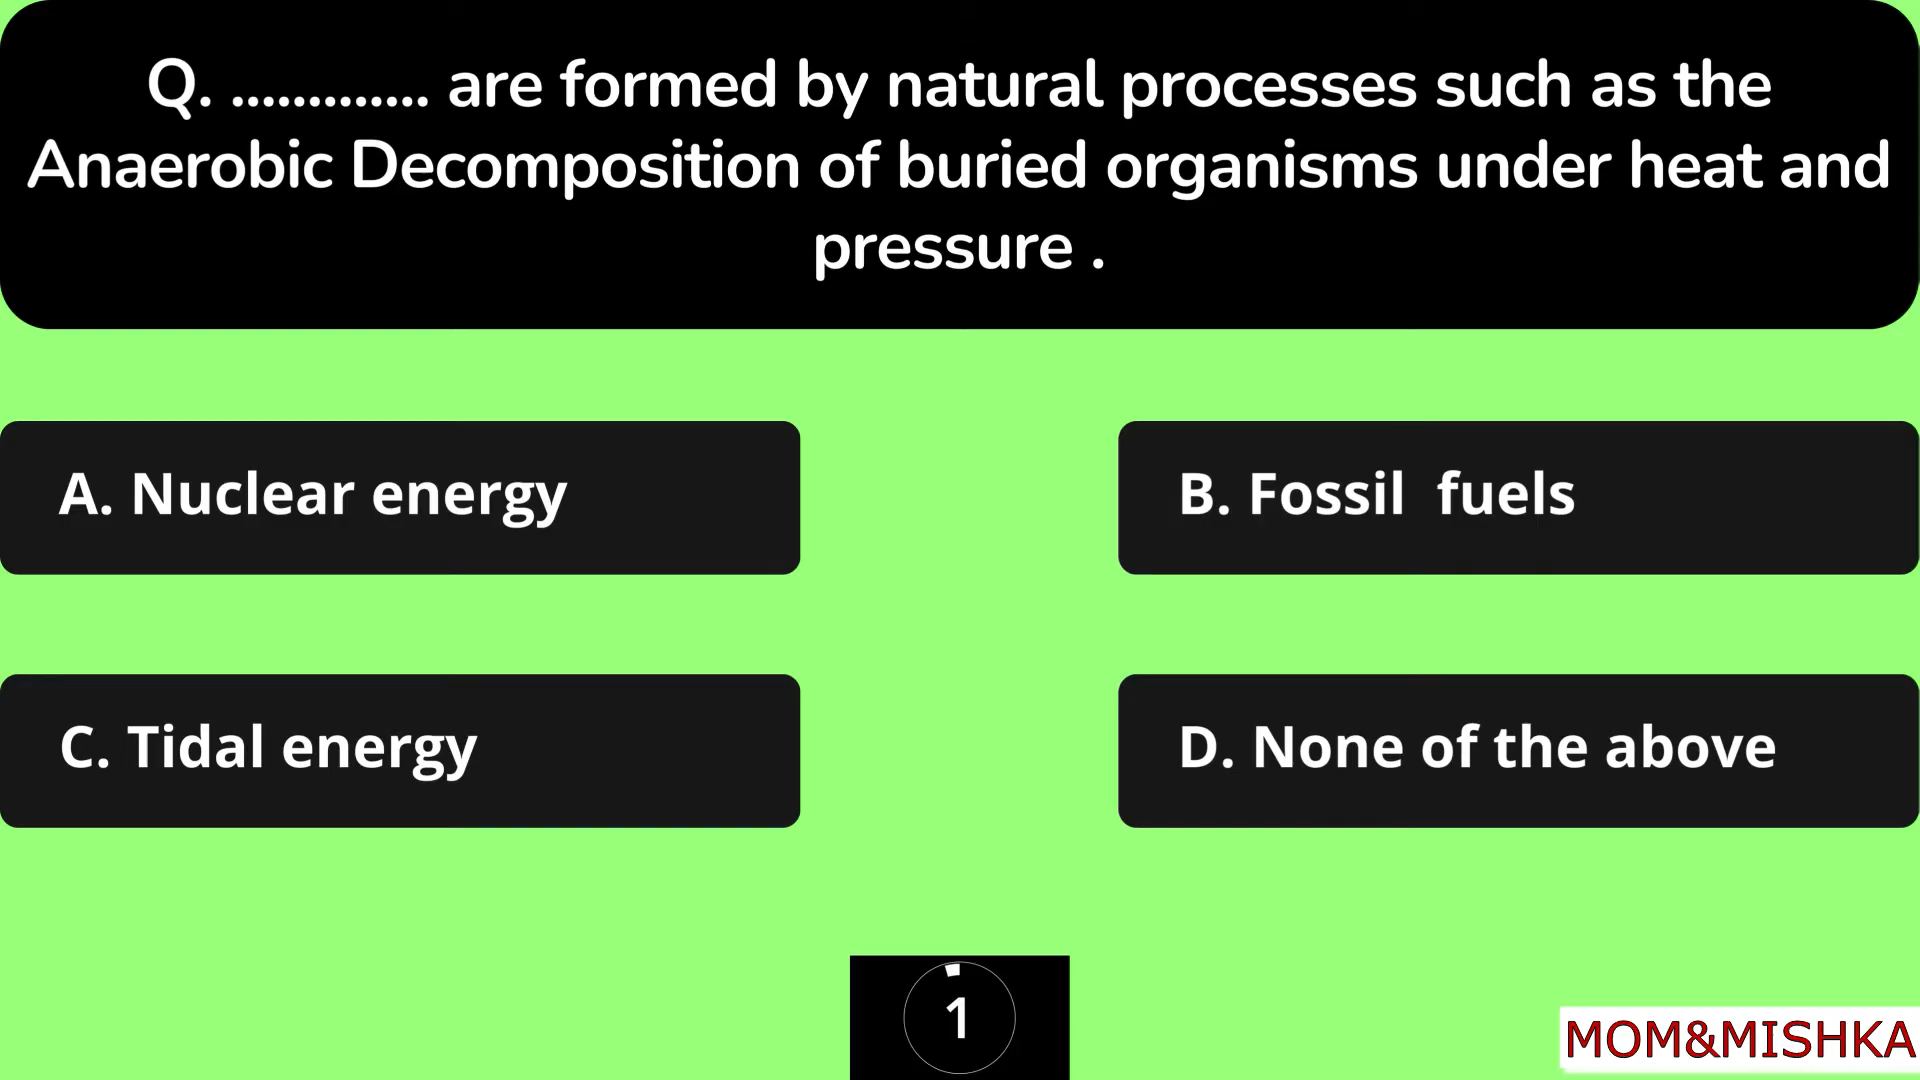 Q. ............. are formed by natural processes such as the
Anaerobic Decomposition of buried organisms under heat and
pressure .
A. Nuclear energy
B. Fossil  fuels
C. Tidal energy
D. None of the above
1
MOM&MISHKA